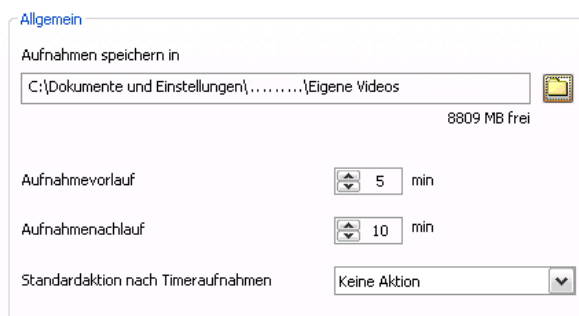 Allgemein
Aufnahmen speichern in
C:\Dokumente und Einstellungen\.........\Eigene Videos
8809 MB frei
Aufnahmevorlauf 5 min
Aufnahmenachlauf 10 min
Standardaktion nach Timeraufnahmen Keine Aktion